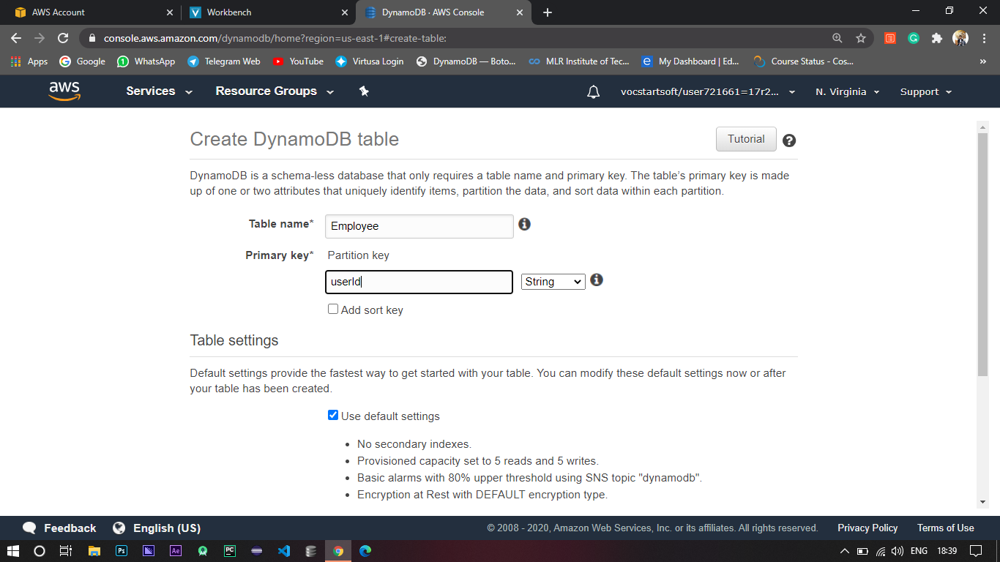 AWS Account
Workbench
DynamoDB · AWS Console
console.aws.amazon.com/dynamodb/home?region=us-east-1#create-table:
Apps Google WhatsApp Telegram Web YouTube Virtusa Login DynamoDB — Boto... MLR Institute of Tec... My Dashboard | Ed... Course Status - Cos... »
aws Services Resource Groups vocstartsoft/user721661=17r2... N. Virginia Support
Create DynamoDB table
Tutorial
DynamoDB is a schema-less database that only requires a table name and primary key. The table's primary key is made
up of one or two attributes that uniquely identify items, partition the data, and sort data within each partition.
Table name* Employee
Primary key* Partition key
userId String
Add sort key
Table settings
Default settings provide the fastest way to get started with your table. You can modify these default settings now or after
your table has been created.
Use default settings
• No secondary indexes.
• Provisioned capacity set to 5 reads and 5 writes.
• Basic alarms with 80% upper threshold using SNS topic "dynamodb".
• Encryption at Rest with DEFAULT encryption type.
Feedback English (US) © 2008 - 2020, Amazon Web Services, Inc. or its affiliates. All rights reserved. Privacy Policy Terms of Use
Ps Ae PC ENG 18:39